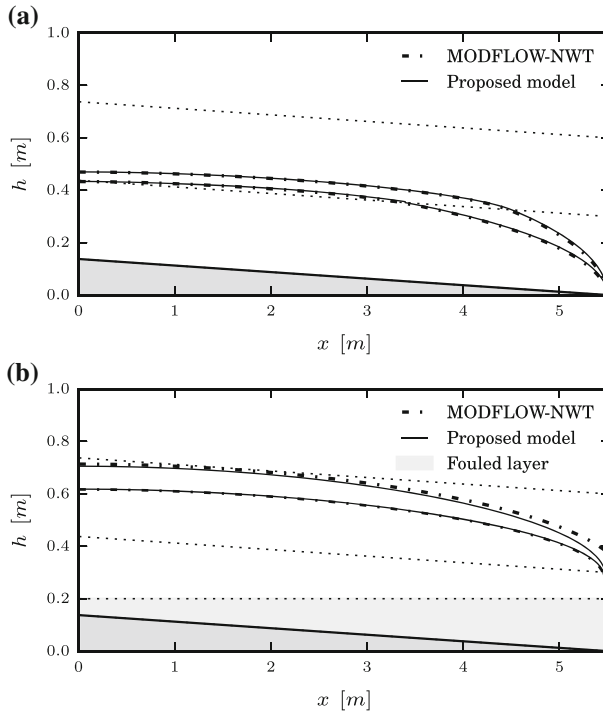 (a)
1.0
0.8
0.6
0.4
0.2
0.0
h [m]
MODFLOW-NWT
Proposed model
0 1 2 3 4 5
x [m]
(b)
1.0
0.8
0.6
0.4
0.2
0.0
h [m]
MODFLOW-NWT
Proposed model
Fouled layer
0 1 2 3 4 5
x [m]